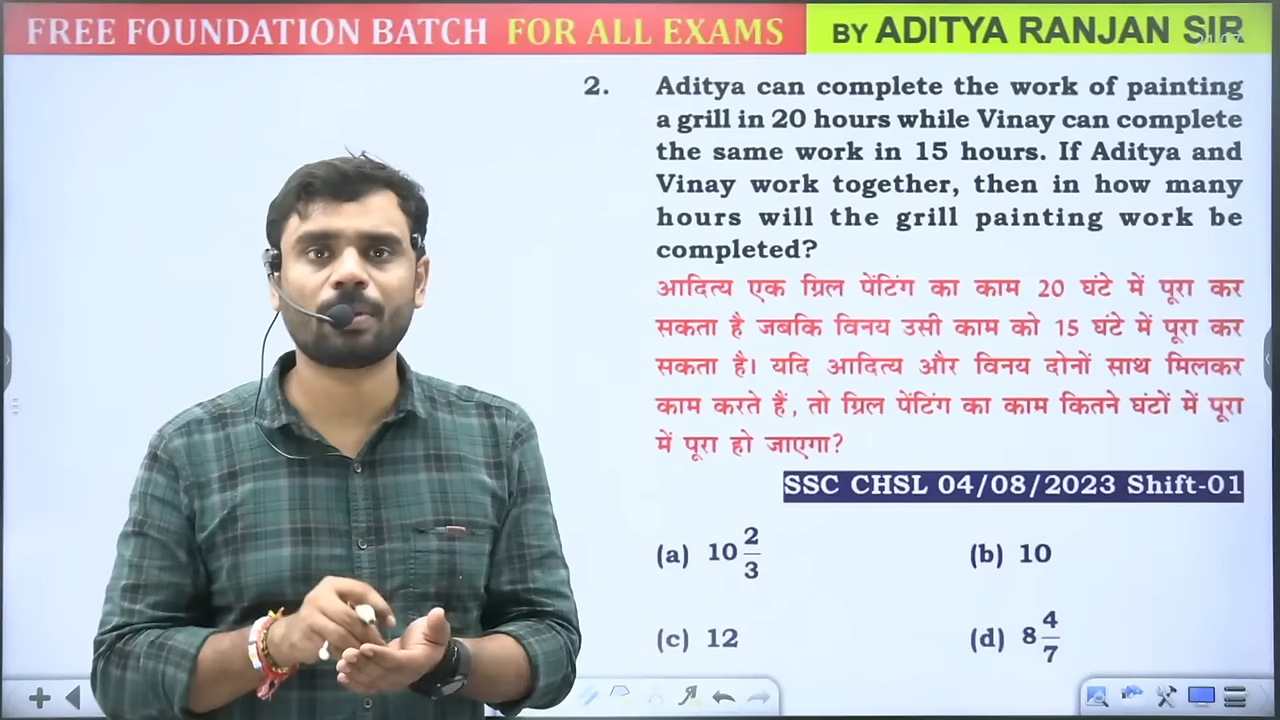 FREE FOUNDATION BATCH FOR ALL EXAMS
BY ADITYA RANJAN SIR
2. Aditya can complete the work of painting
a grill in 20 hours while Vinay can complete
the same work in 15 hours. If Aditya and
Vinay work together, then in how many
hours will the grill painting work be
completed?
आदित्य एक ग्रिल पेंटिंग का काम 20 घंटे में पूरा कर
सकता है जबकि विनय उसी काम को 15 घंटे में पूरा कर
सकता है। यदि आदित्य और विनय दोनों साथ मिलकर
काम करते हैं, तो ग्रिल पेंटिंग का काम कितने घंटों में पूरा
में पूरा हो जाएगा?
SSC CHSL 04/08/2023 Shift-01
(a) 10 2/3 (b) 10
(c) 12 (d) 8 4/7